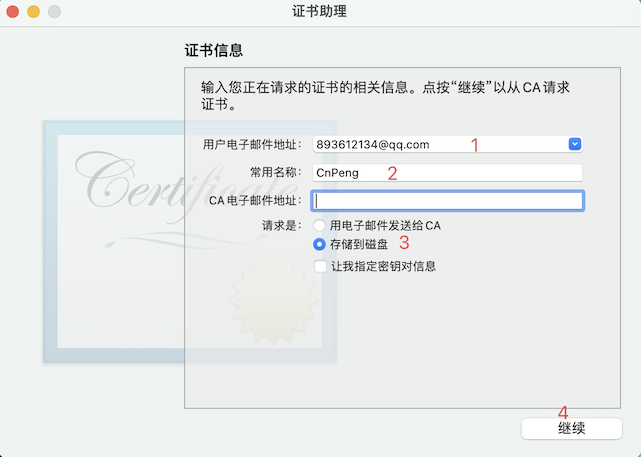 证书助理
证书信息
输入您正在请求的证书的相关信息。点按“继续”以从 CA 请求
证书。
用户电子邮件地址： 893612134@qq.com 1
常用名称： CnPeng 2
CA 电子邮件地址：
请求是： 用电子邮件发送给 CA
存储到磁盘 3
让我指定密钥对信息
Certificate
4
继续